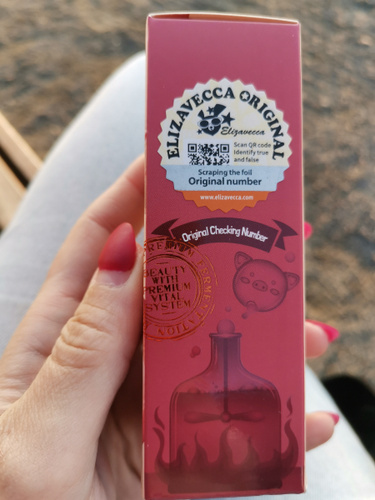 ELIZAVECCA ORIGINAL
Elizavecca
Scan QR code
Identify true
and false
Scraping the foil
Original number
www.elizavecca.com
Original Checking Number
BEAUTY
WITH
PREMIUM
VITAL
SYSTEM